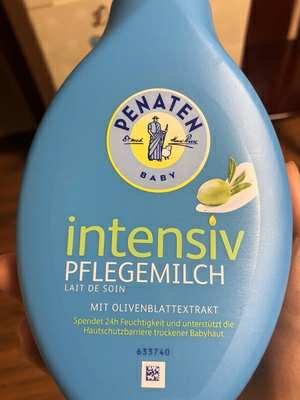 PENATEN
BABY
intensiv
PFLEGEMILCH
LAIT DE SOIN
MIT OLIVENBLATTEXTRAKT
Spendet 24h Feuchtigkeit und unterstützt die
Hautschutzbarriere trockener Babyhaut
633740